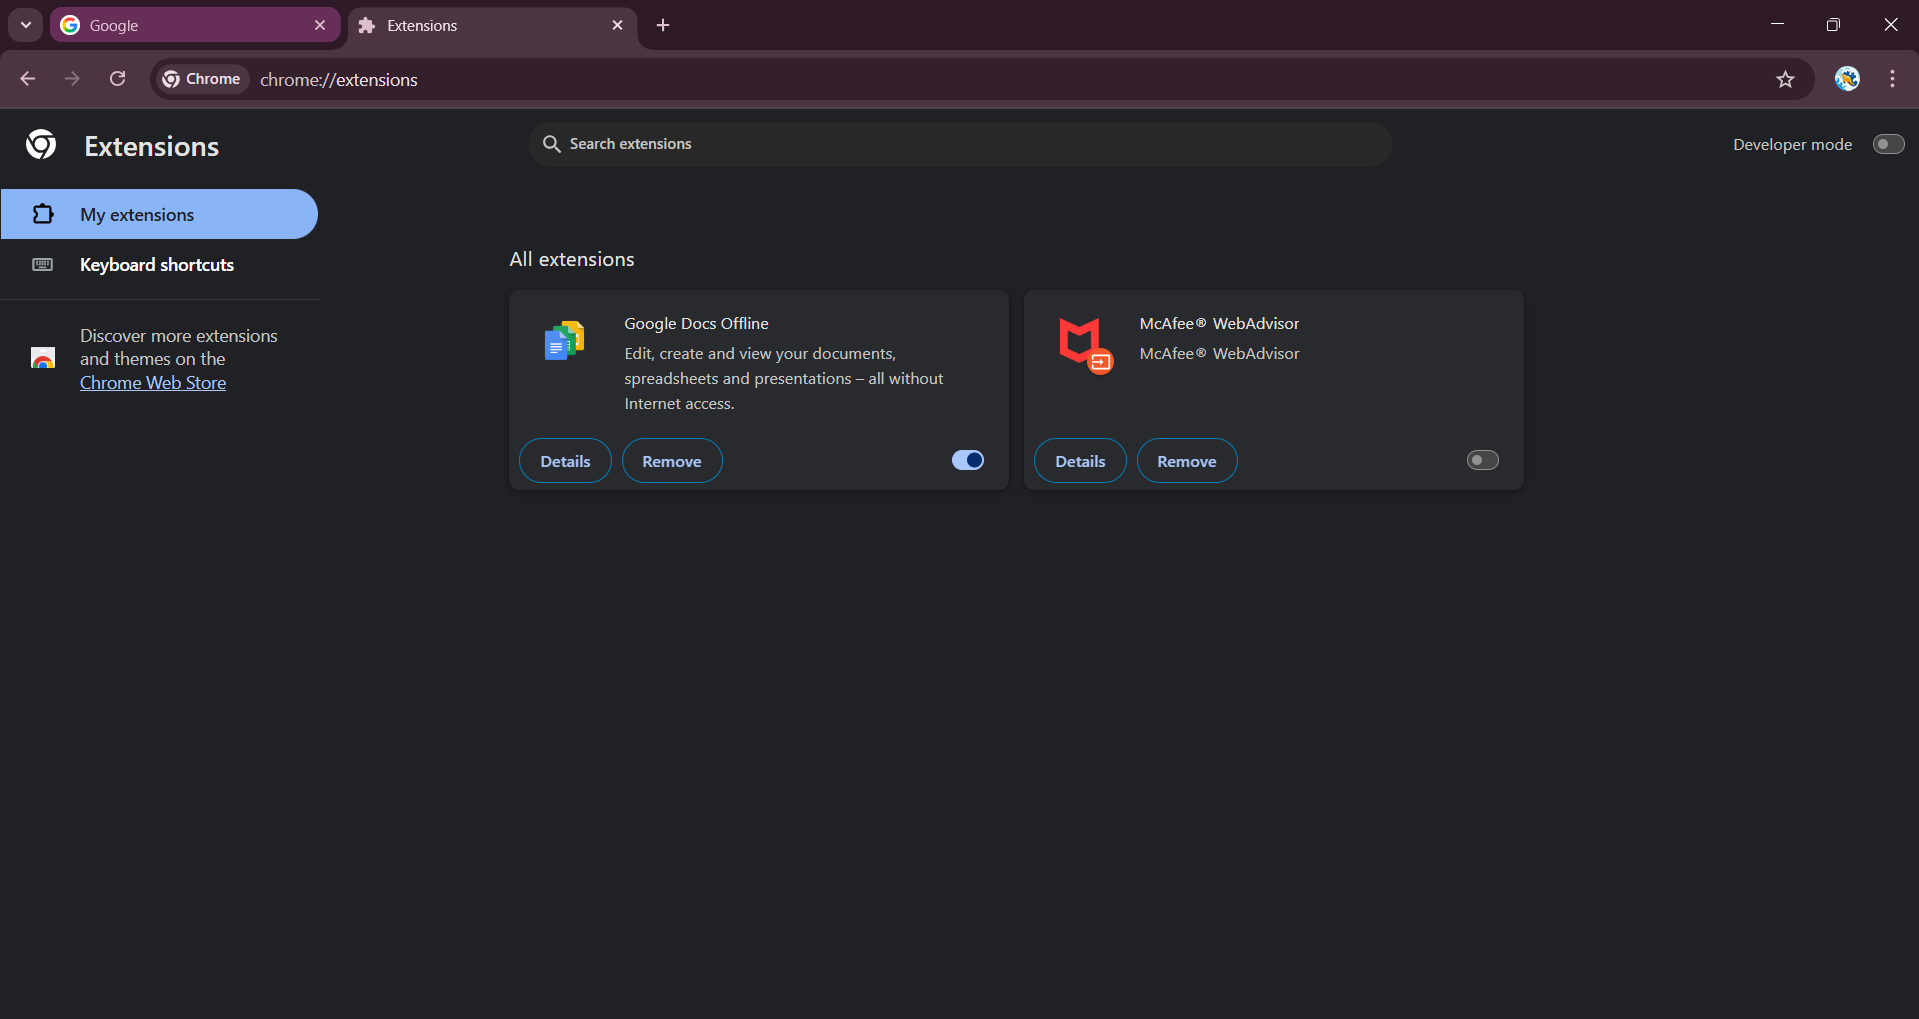 Google
Extensions
Chrome
chrome://extensions
Extensions
Search extensions
Developer mode
My extensions
Keyboard shortcuts
Discover more extensions
and themes on the
Chrome Web Store
All extensions
Google Docs Offline
Edit, create and view your documents,
spreadsheets and presentations – all without
Internet access.
Details
Remove
McAfee® WebAdvisor
McAfee® WebAdvisor
Details
Remove